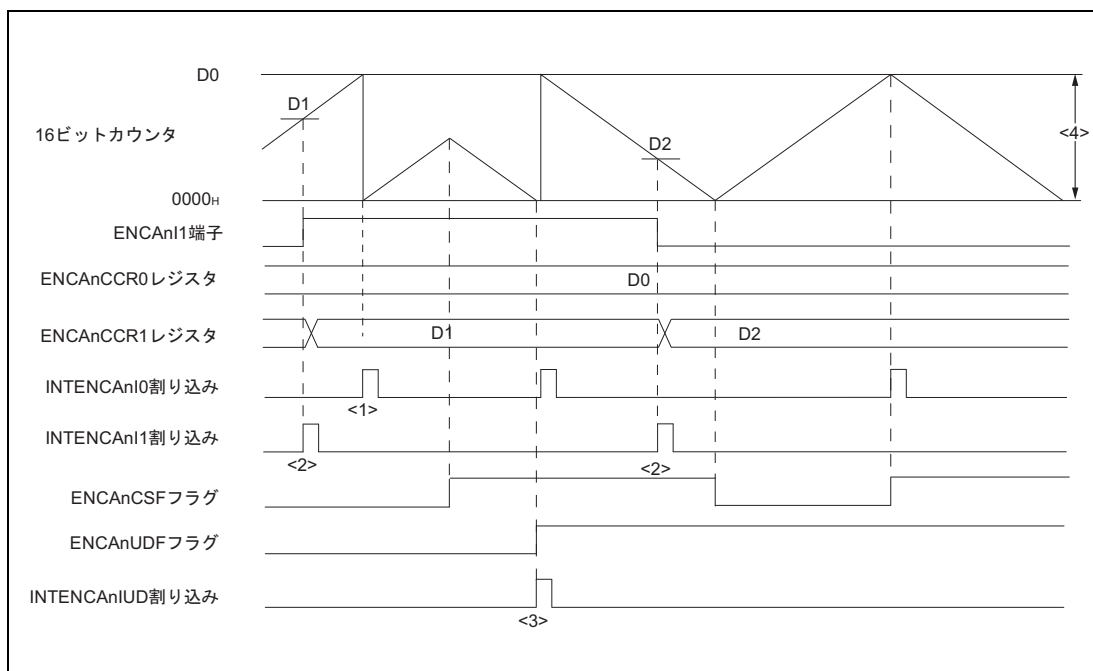 D0
D1
16ビットカウンタ
<4>
D2
0000H
ENCAnI1端子
ENCAnCCR0レジスタ
D0
ENCAnCCR1レジスタ
D1
D2
INTENCAnI0割り込み
<1>
INTENCAnI1割り込み
<2>
<2>
ENCAnCSFフラグ
ENCAnUDFフラグ
INTENCAnIUD割り込み
<3>